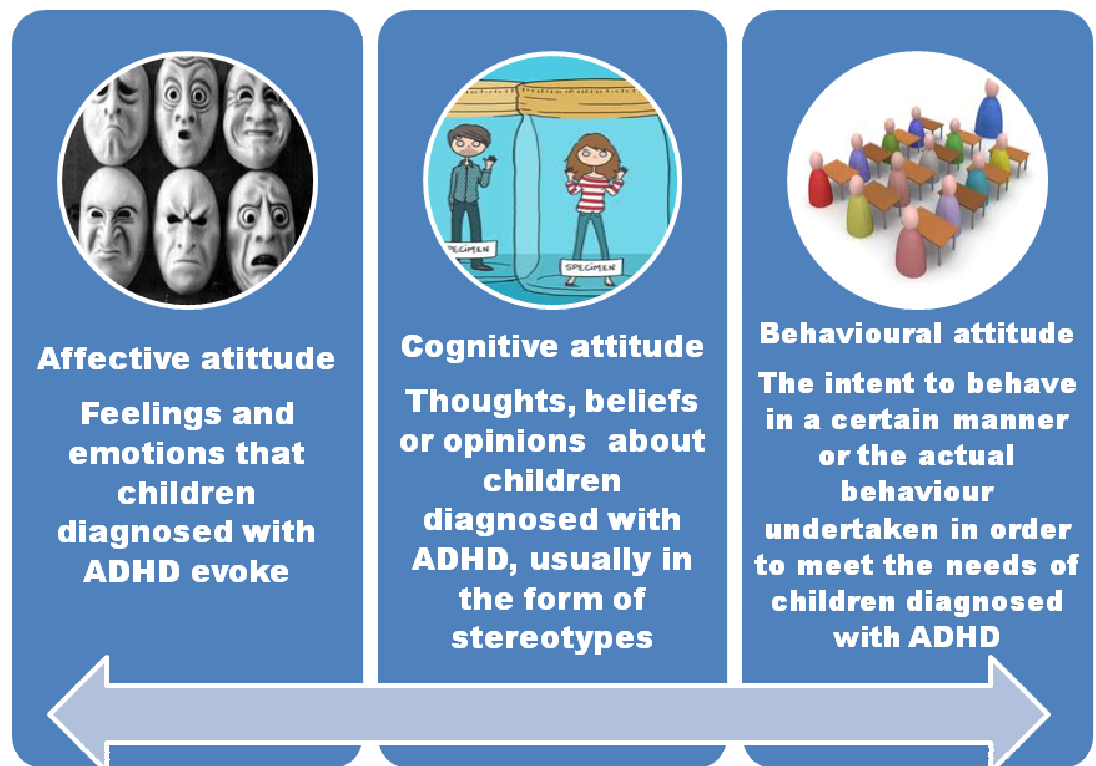 PECIMEN
SPECIMEN
Affective atittude
Feelings and
emotions that
children
diagnosed with
ADHD evoke
Cognitive attitude
Thoughts, beliefs
or opinions about
children
diagnosed with
ADHD, usually in
the form of
stereotypes
Behavioural attitude
The intent to behave
in a certain manner
or the actual
behaviour
undertaken in order
to meet the needs of
children diagnosed
with ADHD